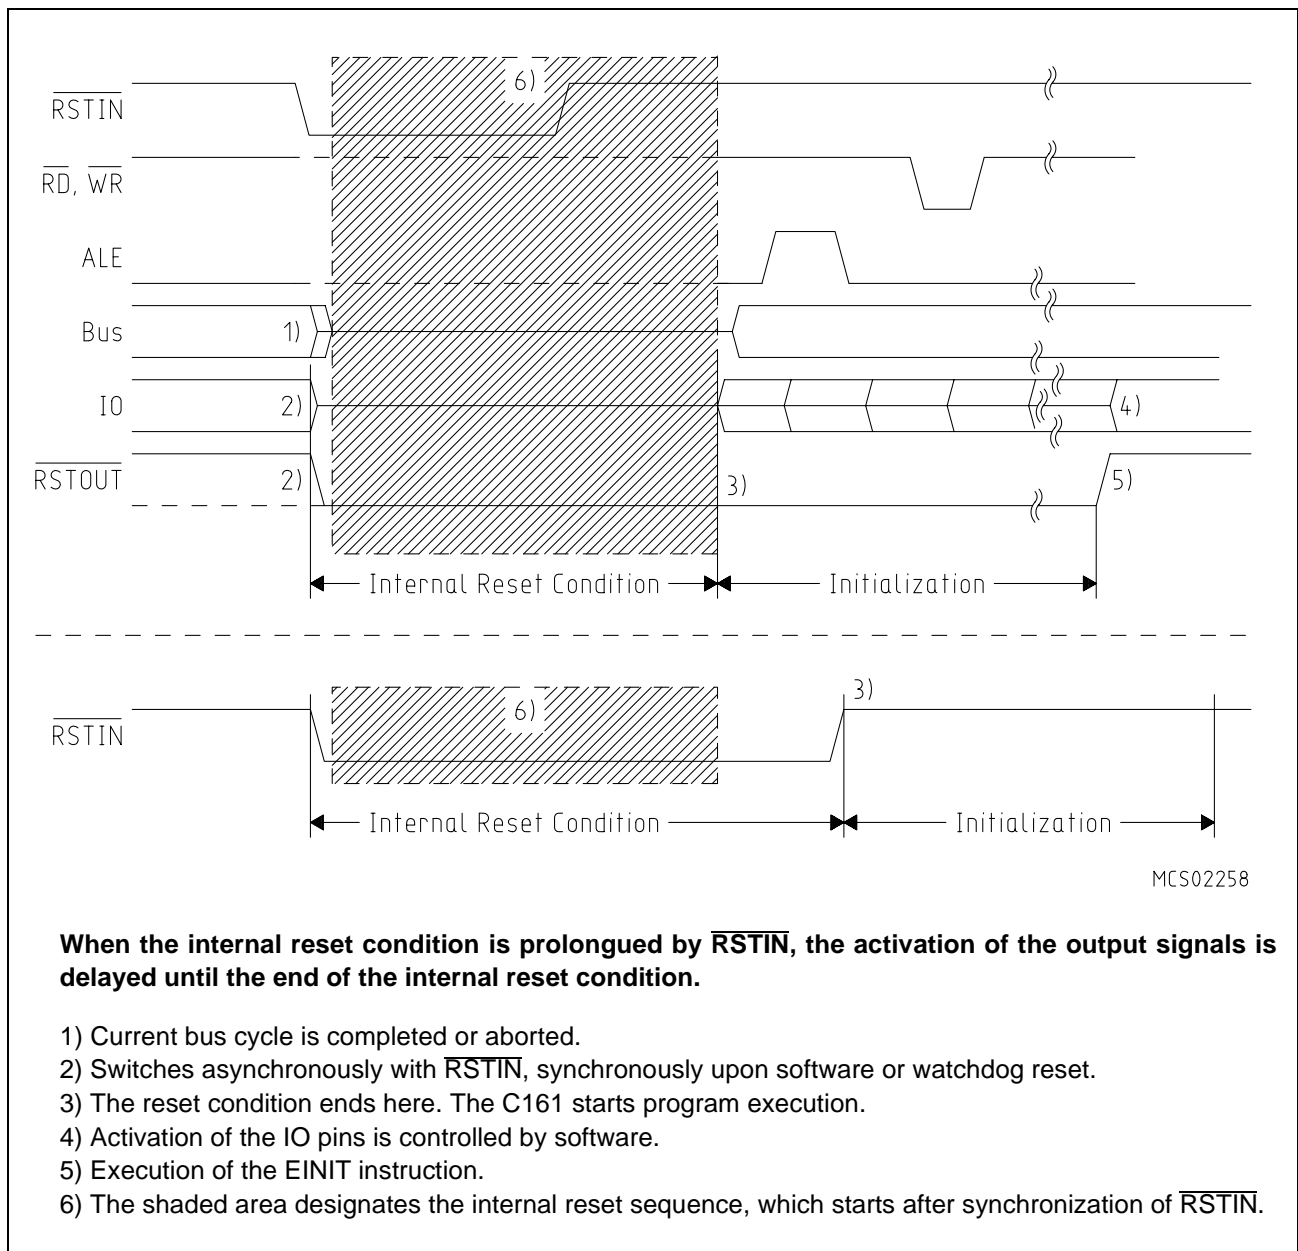 6)
RSTIN
RD, WR
ALE
Bus
1)
IO
2)
4)
RSTOUT
2)
3)
5)
Internal Reset Condition
Initialization
3)
6)
RSTIN
Internal Reset Condition
Initialization
MCS02258
When the internal reset condition is prolongued by RSTIN, the activation of the output signals is
delayed until the end of the internal reset condition.
1) Current bus cycle is completed or aborted.
2) Switches asynchronously with RSTIN, synchronously upon software or watchdog reset.
3) The reset condition ends here. The C161 starts program execution.
4) Activation of the IO pins is controlled by software.
5) Execution of the EINIT instruction.
6) The shaded area designates the internal reset sequence, which starts after synchronization of RSTIN.